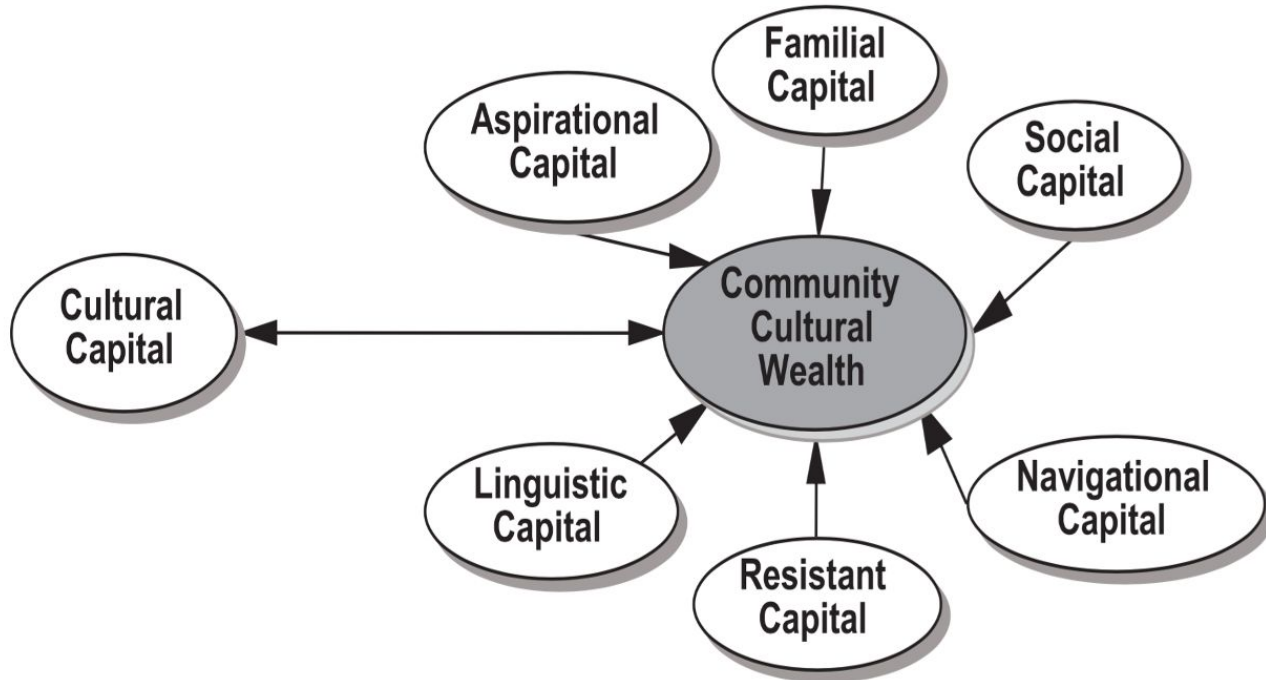 Familial
Capital
Aspirational
Capital
Social
Capital
Cultural
Capital
Community
Cultural
Wealth
Linguistic
Capital
Navigational
Capital
Resistant
Capital